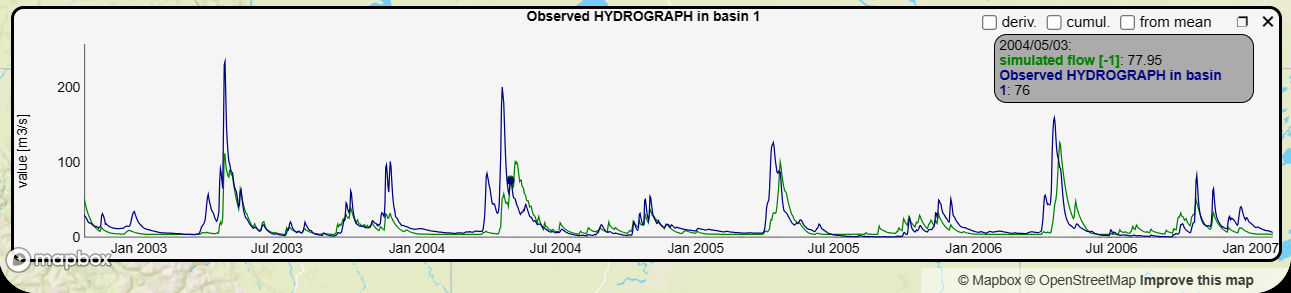 Observed HYDROGRAPH in basin 1
deriv. cumul. from mean
2004/05/03:
simulated flow [-1]: 77.95
Observed HYDROGRAPH in basin
1: 76
value [m3/s]
200
100
0
Jan 2003 Jul 2003 Jan 2004 Jul 2004 Jan 2005 Jul 2005 Jan 2006 Jul 2006 Jan 2007
mapbox
© Mapbox © OpenStreetMap Improve this map